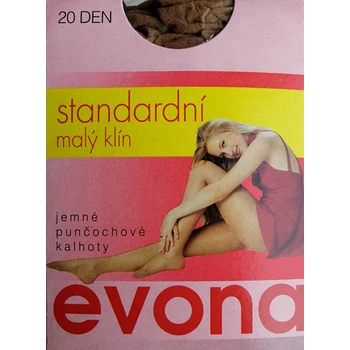 20 DEN
standardní
malý klín
jemné
punčochové
kalhoty
evona